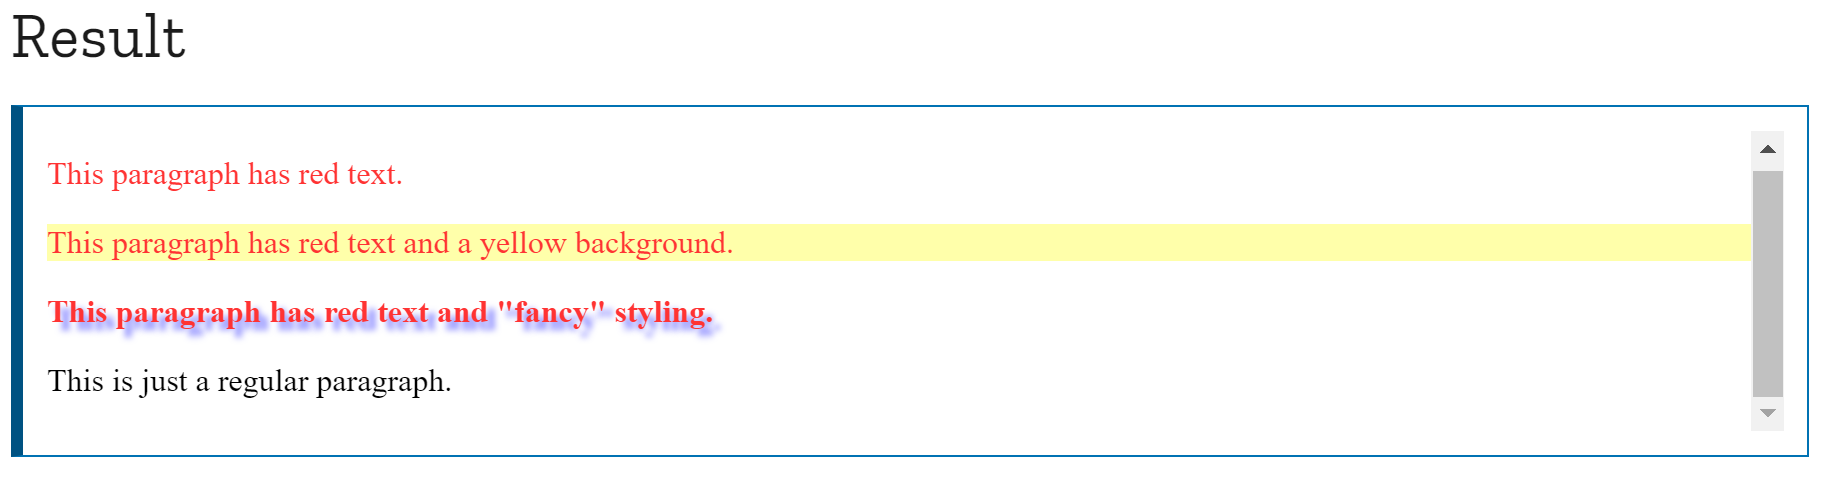 Result
This paragraph has red text.
This paragraph has red text and a yellow background.
This paragraph has red text and "fancy" styling.
This is just a regular paragraph.